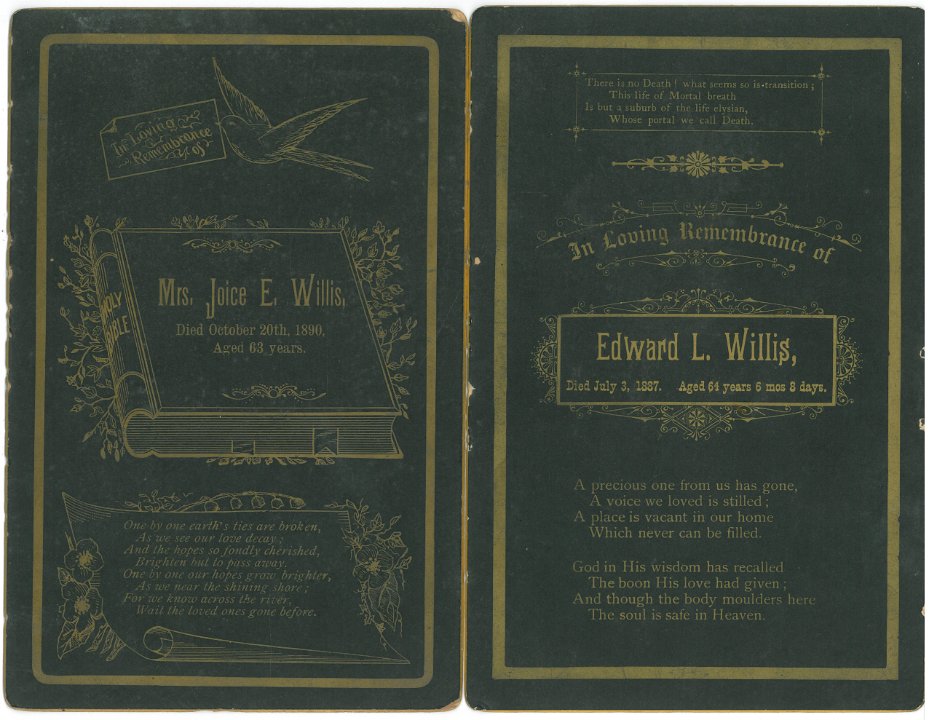 In Loving
Remembrance
of
HOLY
BIBLE
Mrs. Joice E. Willis,
Died October 20th, 1890,
Aged 63 years.
One by one earth's ties are broken,
As we see our love decay;
And the hopes so fondly cherished,
Brighten but to pass away.
One by one our hopes grow brighter,
As we near the shining shore;
For we know across the river,
Wait the loved ones gone before.
There is no Death! what seems so is transition;
This life of Mortal breath
Is but a suburb of the life elysian,
Whose portal we call Death.
In Loving Remembrance of
Edward L. Willis,
Died July 3, 1887. Aged 64 years 6 mos 8 days.
A precious one from us has gone,
A voice we loved is stilled;
A place is vacant in our home
Which never can be filled.
God in His wisdom has recalled
The boon His love had given;
And though the body moulders here
The soul is safe in Heaven.